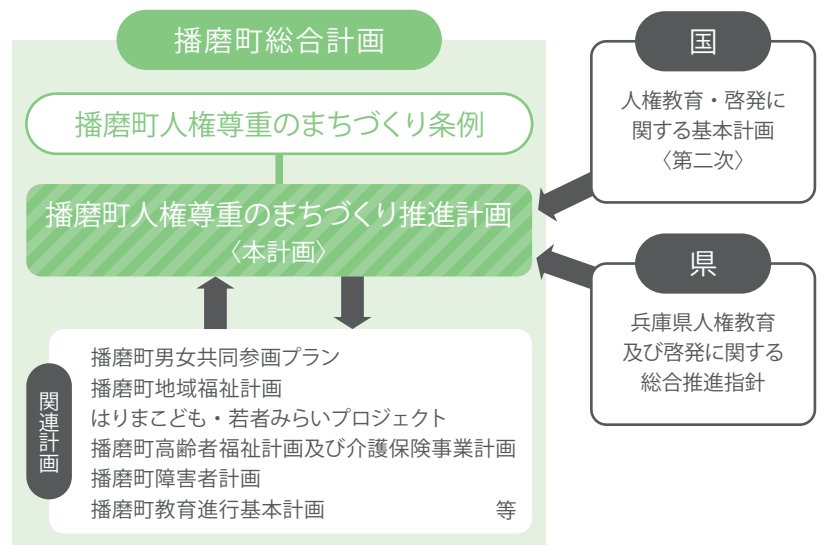 播磨町総合計画
播磨町人権尊重のまちづくり条例
播磨町人権尊重のまちづくり推進計画
〈本計画〉
関連計画
播磨町男女共同参画プラン
播磨町地域福祉計画
はりまこども・若者みらいプロジェクト
播磨町高齢者福祉計画及び介護保険事業計画
播磨町障害者計画
播磨町教育進行基本計画 等
国
人権教育・啓発に
関する基本計画
〈第二次〉
県
兵庫県人権教育
及び啓発に関する
総合推進指針